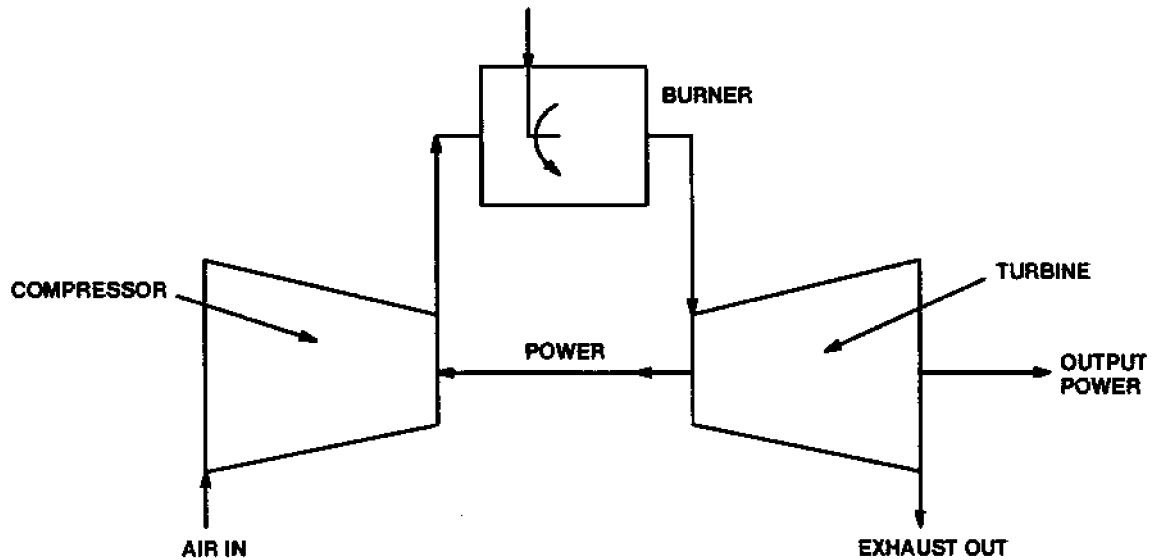 BURNER
COMPRESSOR
TURBINE
POWER
OUTPUT
POWER
AIR IN
EXHAUST OUT